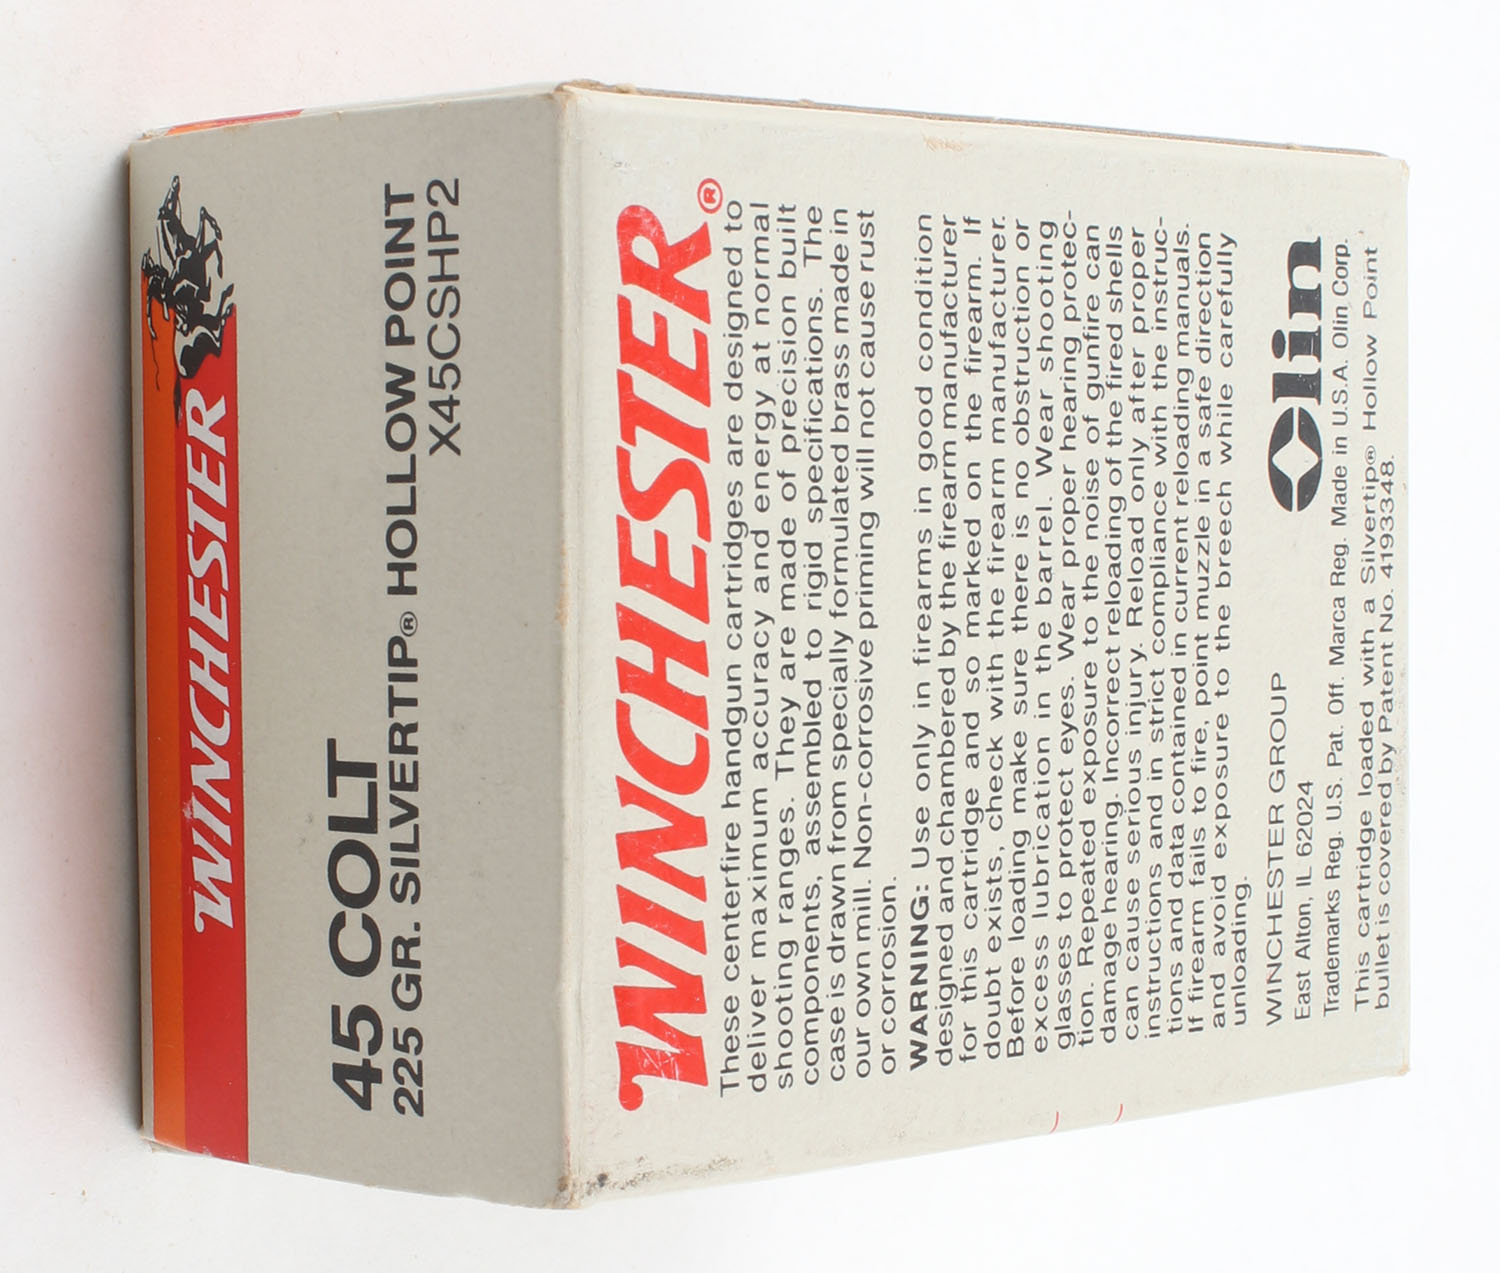 WINCHESTER
45 COLT
225 GR. SILVERTIP® HOLLOW POINT
X45CSHP2
WINCHESTER®
These centerfire handgun cartridges are designed to
deliver maximum accuracy and energy at normal
shooting ranges. They are made of precision built
components, assembled to rigid specifications. The
case is drawn from specially formulated brass made in
our own mill. Non-corrosive priming will not cause rust
or corrosion.
WARNING: Use only in firearms in good condition
designed and chambered by the firearm manufacturer
for this cartridge and so marked on the firearm. If
doubt exists, check with the firearm manufacturer.
Before loading make sure there is no obstruction or
excess lubrication in the barrel. Wear shooting
glasses to protect eyes. Wear proper hearing protec-
tion. Repeated exposure to the noise of gunfire can
damage hearing. Incorrect reloading of the fired shells
can cause serious injury. Reload only after proper
instructions and in strict compliance with the instruc-
tions and data contained in current reloading manuals.
If firearm fails to fire, point muzzle in a safe direction
and avoid exposure to the breech while carefully
unloading.
WINCHESTER GROUP
East Alton, IL 62024
Olin
Trademarks Reg. U.S. Pat. Off. Marca Reg. Made in U.S.A. Olin Corp.
This cartridge loaded with a Silvertip® Hollow Point
bullet is covered by Patent No. 4193348.